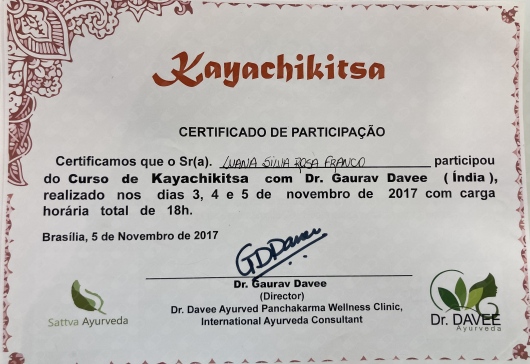 Kayachikitsa
CERTIFICADO DE PARTICIPAÇÃO
Certificamos que o Sr(a). LUANA SILVA ROSA FRANCO participou
do Curso de Kayachikitsa com Dr. Gaurav Davee (Índia),
realizado nos dias 3, 4 e 5 de novembro de 2017 com carga
horária total de 18h.
Brasília, 5 de Novembro de 2017
GDDavee
Dr. Gaurav Davee
(Director)
Dr. Davee Ayurved Panchakarma Wellness Clinic,
International Ayurveda Consultant
Sattva Ayurveda
Dr. DAVEE
Ayurveda